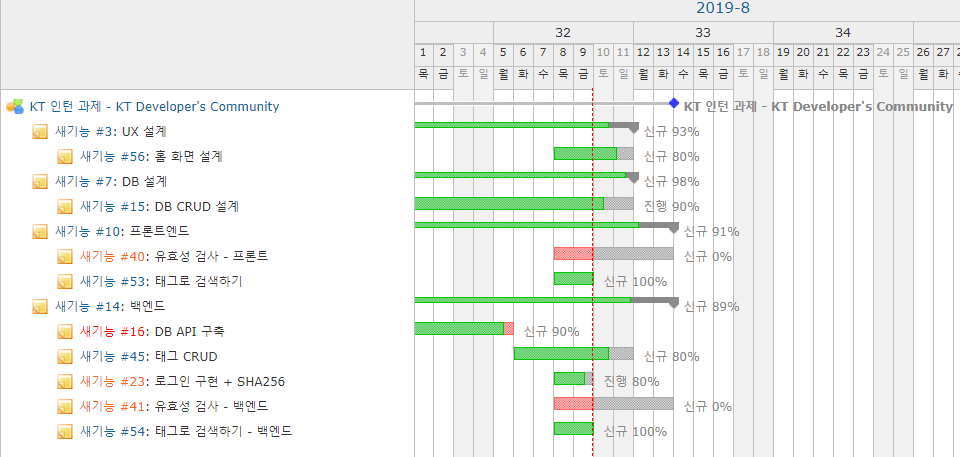 2019-8
32 33 34
1 2 3 4 5 6 7 8 9 10 11 12 13 14 15 16 17 18 19 20 21 22 23 24 25 26 27
목 금 토 일 월 화 수 목 금 토 일 월 화 수 목 금 토 일 월 화 수 목 금 토 일 월 화
KT 인턴 과제 - KT Developer's Community KT 인턴 과제 - KT Developer's Community
새기능 #3: UX 설계 신규 93%
새기능 #56: 홈 화면 설계 신규 80%
새기능 #7: DB 설계 신규 98%
새기능 #15: DB CRUD 설계 진행 90%
새기능 #10: 프론트엔드 신규 91%
새기능 #40: 유효성 검사 - 프론트 신규 0%
새기능 #53: 태그로 검색하기 신규 100%
새기능 #14: 백엔드 신규 89%
새기능 #16: DB API 구축 신규 90%
새기능 #45: 태그 CRUD 신규 80%
새기능 #23: 로그인 구현 + SHA256 진행 80%
새기능 #41: 유효성 검사 - 백엔드 신규 0%
새기능 #54: 태그로 검색하기 - 백엔드 신규 100%